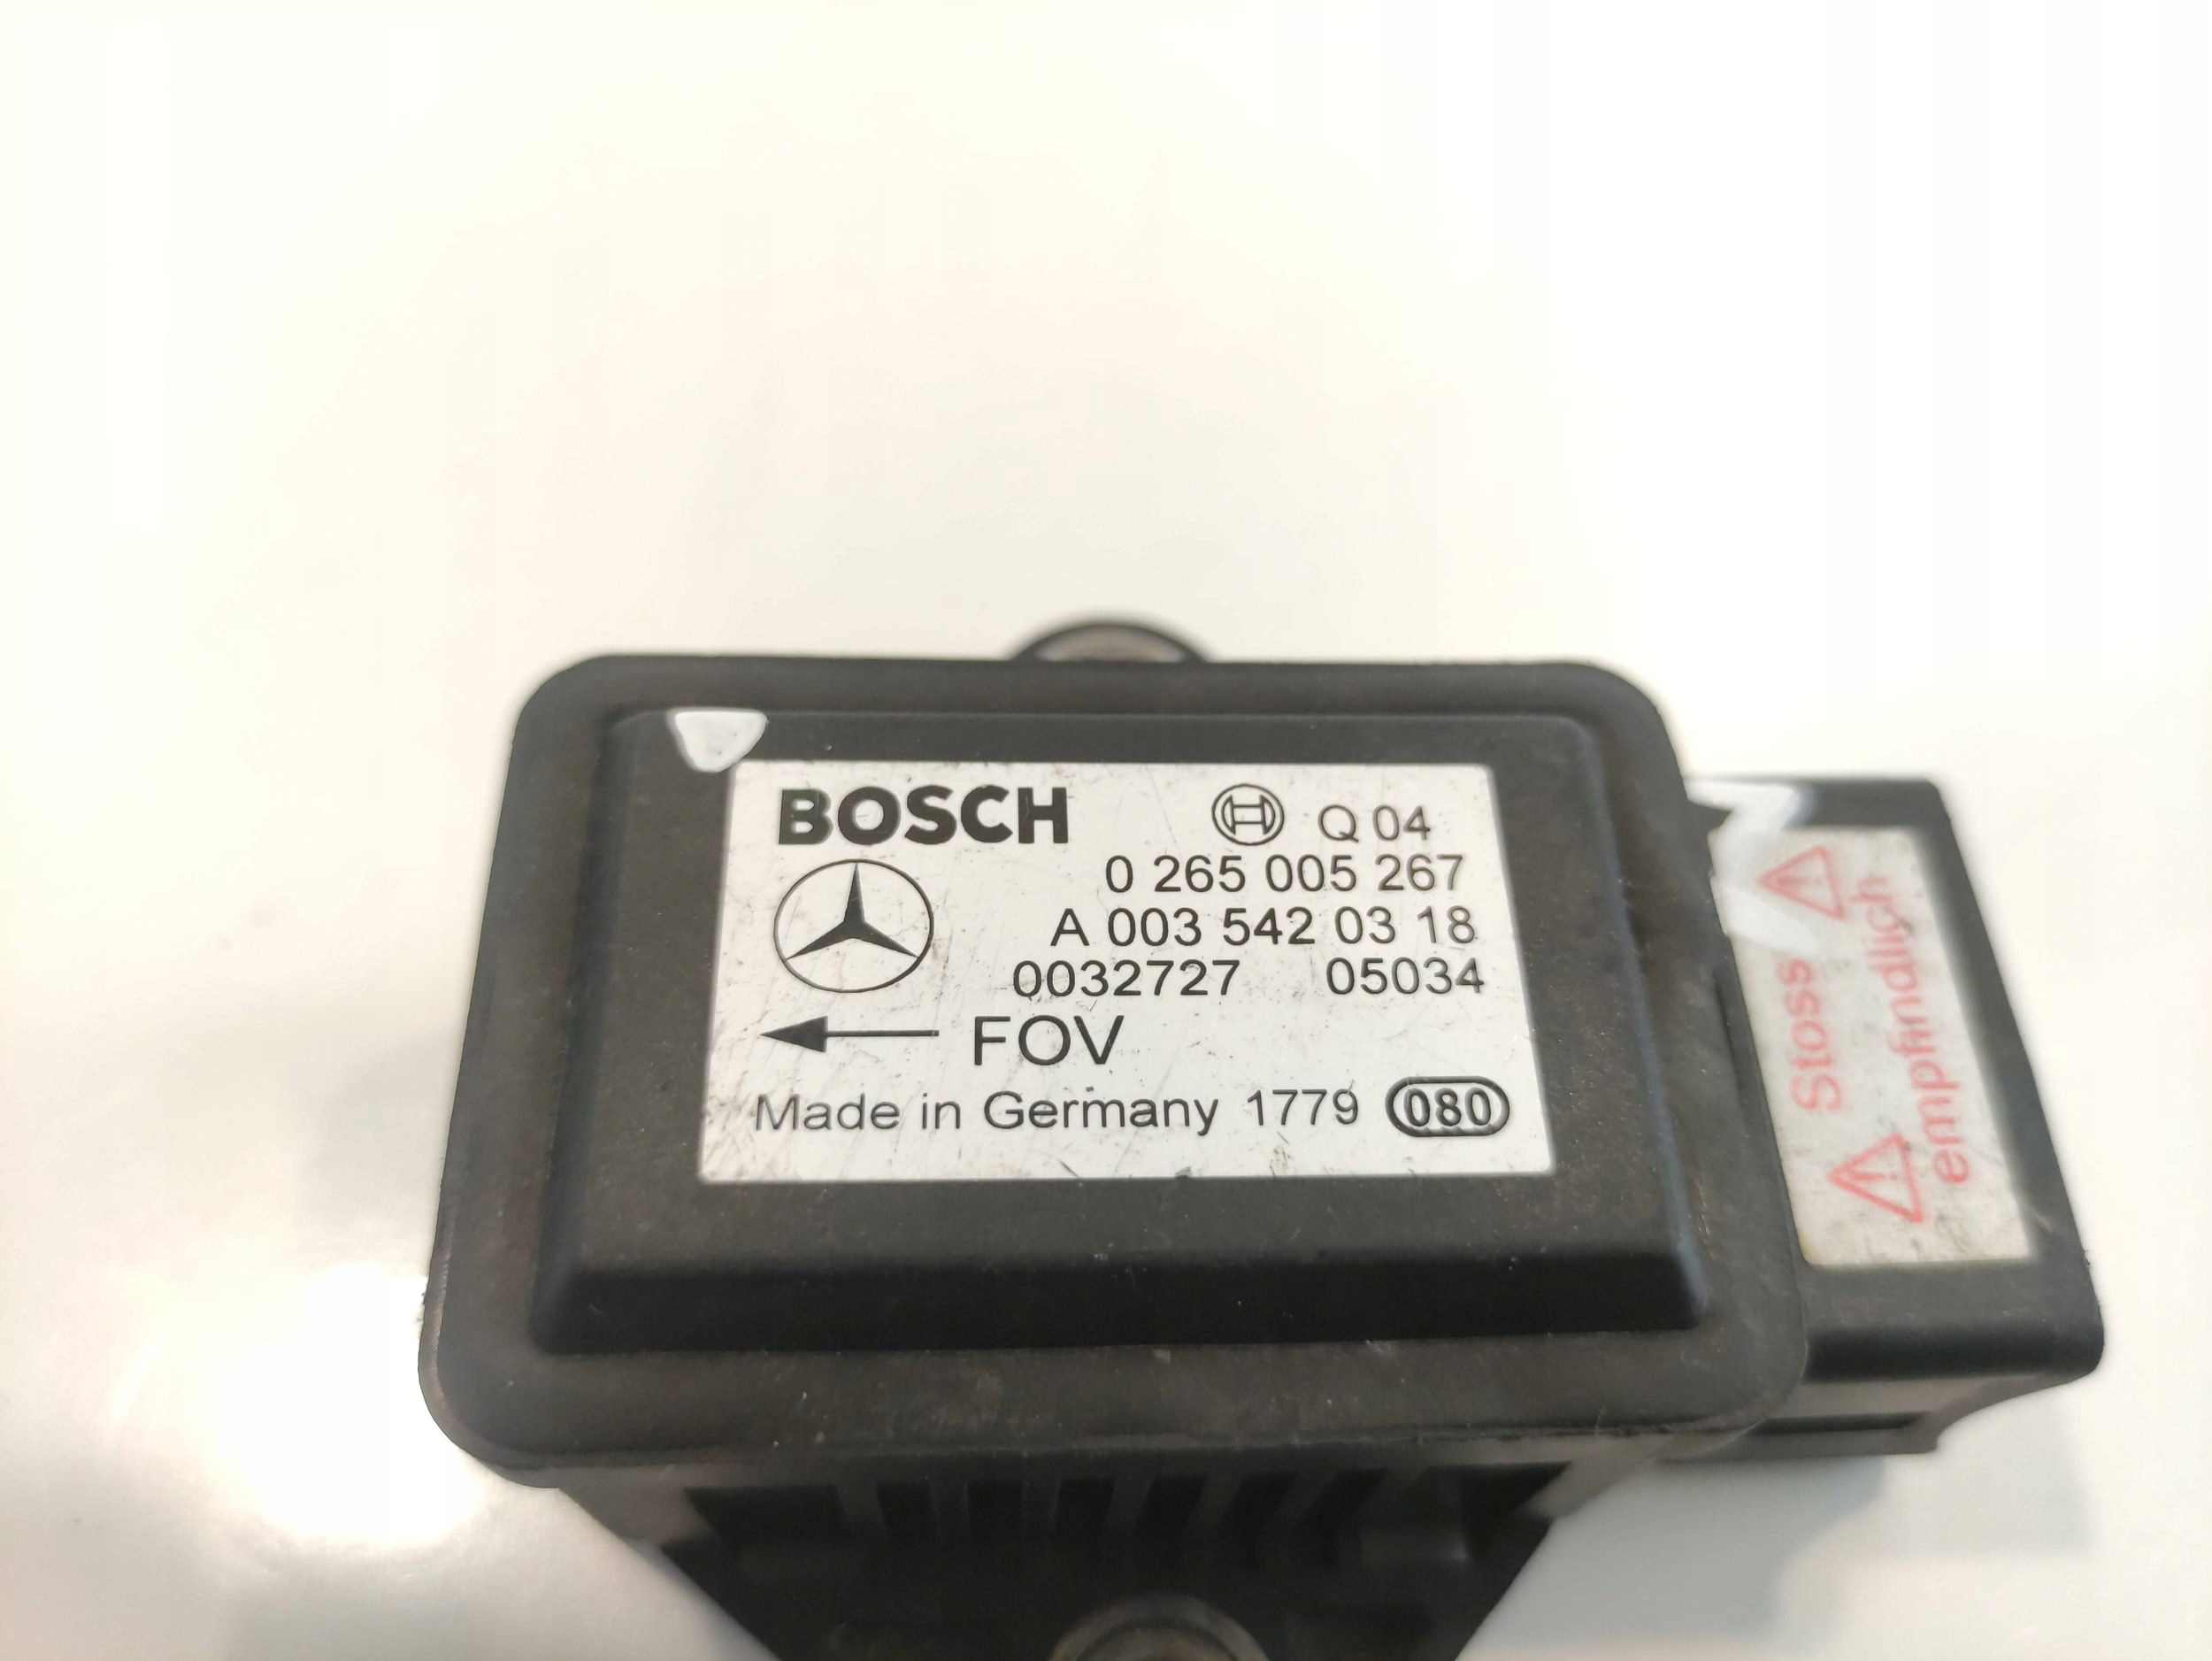 BOSCH Q 04
0 265 005 267
A 003 542 03 18
0032727 05034
FOV
Made in Germany 1779 080
Stoss
empfindlich